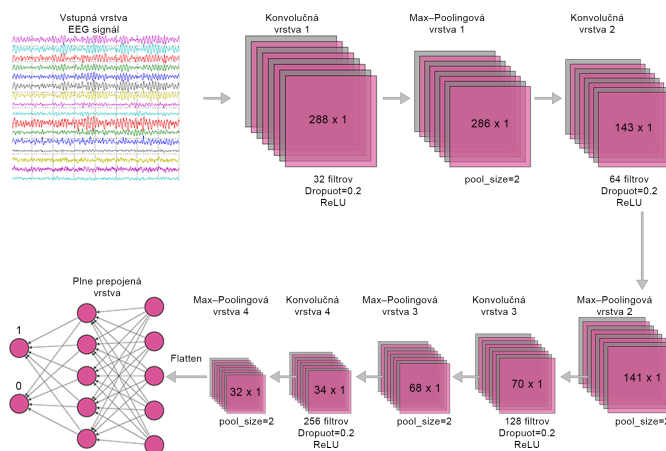 Vstupná vrstva
EEG signál
Konvolučná
vrstva 1
288 x 1
32 filtrov
Dropuot=0.2
ReLU
Max–Poolingová
vrstva 1
286 x 1
pool_size=2
Konvolučná
vrstva 2
143 x 1
64 filtrov
Dropuot=0.2
ReLU
Max–Poolingová
vrstva 2
141 x 1
pool_size=2
Konvolučná
vrstva 3
70 x 1
128 filtrov
Dropuot=0.2
ReLU
Max–Poolingová
vrstva 3
68 x 1
pool_size=2
Konvolučná
vrstva 4
34 x 1
256 filtrov
Dropuot=0.2
ReLU
Max–Poolingová
vrstva 4
32 x 1
pool_size=2
Flatten
Plne prepojená
vrstva
1
0